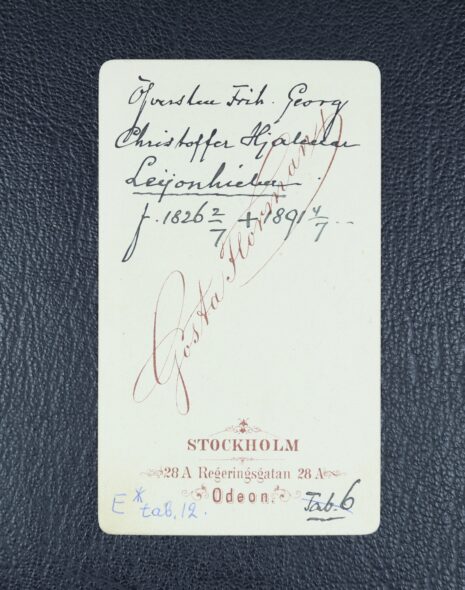 Öfversten Frih. Georg
Christoffer Hjalmar
Leijonhielm.
f. 1826 2/7 + 1891 4/7
Gösta Florman
STOCKHOLM
28 A Regeringsgatan 28 A
Odeon.
E* tab. 12.
Tab. 6